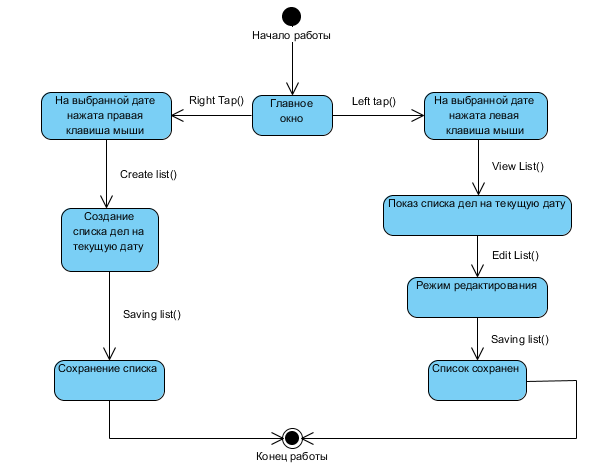 Начало работы
На выбранной дате
нажата правая
клавиша мыши
Right Tap()
Главное
окно
Left tap()
На выбранной дате
нажата левая
клавиша мыши
Create list()
View List()
Создание
списка дел на
текущую дату
Показ списка дел на текущую дату
Edit List()
Режим редактирования
Saving list()
Saving list()
Сохранение списка
Список сохранен
Конец работы